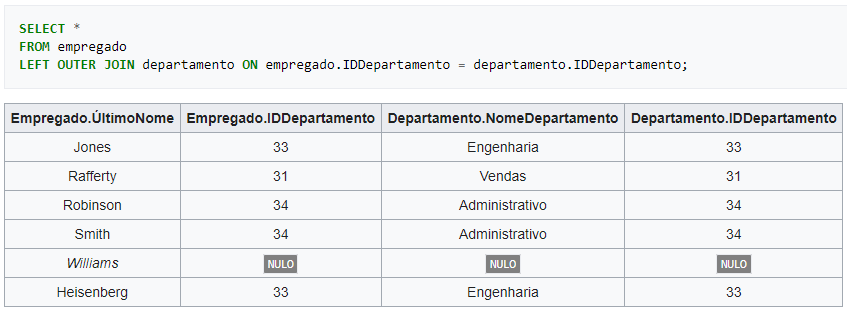 SELECT *
FROM empregado
LEFT OUTER JOIN departamento ON empregado.IDDepartamento = departamento.IDDepartamento;
Empregado.ÚltimoNome Empregado.IDDepartamento Departamento.NomeDepartamento Departamento.IDDepartamento
Jones 33 Engenharia 33
Rafferty 31 Vendas 31
Robinson 34 Administrativo 34
Smith 34 Administrativo 34
Williams NULO NULO NULO
Heisenberg 33 Engenharia 33